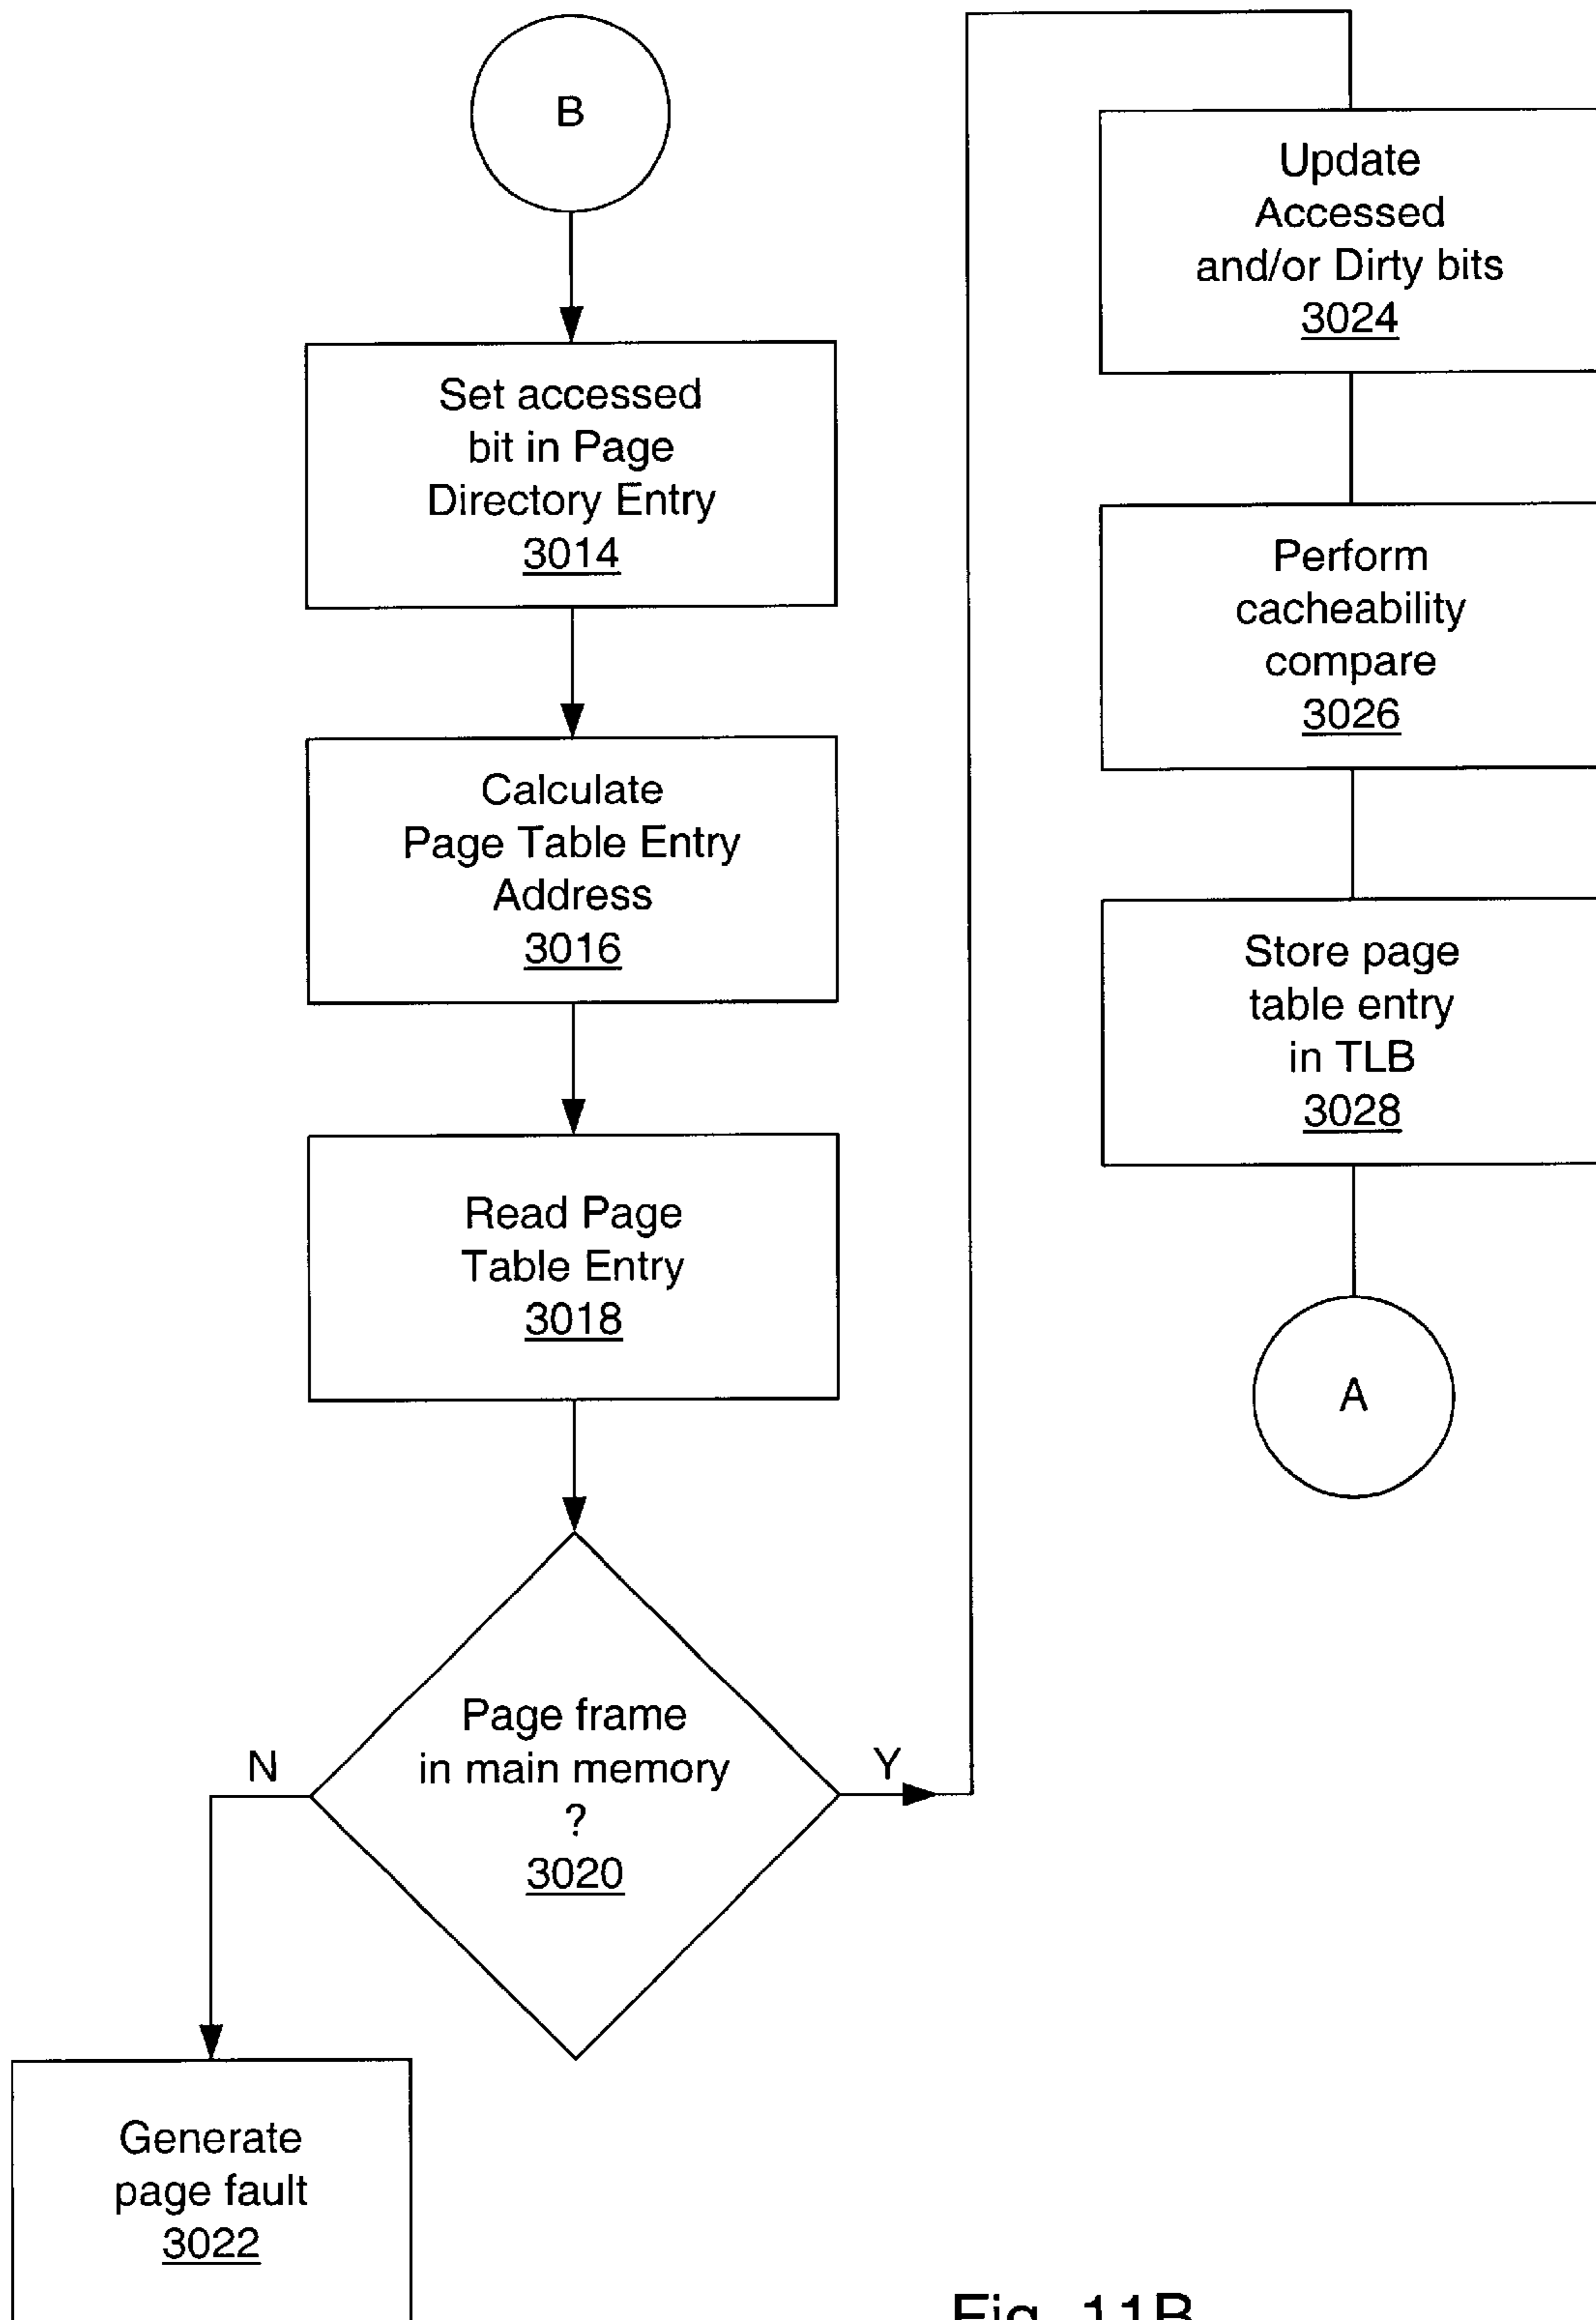 B
Set accessed
bit in Page
Directory Entry
3014
Calculate
Page Table Entry
Address
3016
Read Page
Table Entry
3018
Page frame
in main memory
?
3020
N
Y
Generate
page fault
3022
Update
Accessed
and/or Dirty bits
3024
Perform
cacheability
compare
3026
Store page
table entry
in TLB
3028
A
Fig. 11B